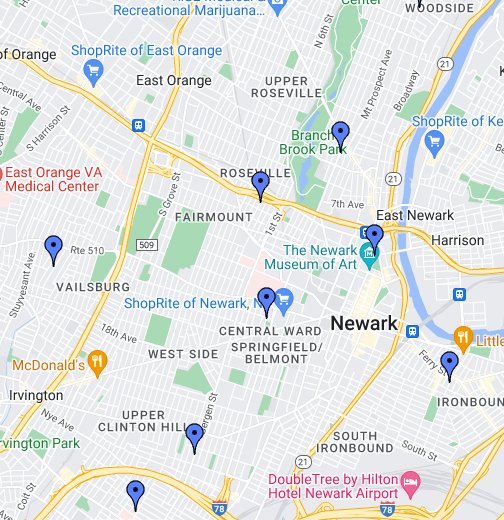 Recreational Marijuana...
Center
WOODSIDE
of Orange
ShopRite of East Orange
N 6th St
Mt Prospect Ave
21
Central Ave
East Orange
UPPER
ROSEVILLE
Broadway
S Harrison St
Branch
Brook Park
ShopRite of Ke
East Orange VA
Medical Center
S Grove St
ROSEVILLE
21
7th Ave
FAIRMOUNT
1st St
East Newark
509
Rte 510
The Newark
Museum of Art
Harrison
Stuyvesant Ave
VAILSBURG
ShopRite of Newark, N
18th Ave
CENTRAL WARD
Newark
WEST SIDE
SPRINGFIELD/
BELMONT
McDonald's
Ferry St
Little
Irvington
Bergen St
IRONBOUN
Nye Ave
UPPER
CLINTON HILL
Irvington Park
SOUTH
IRONBOUND
South St
21
Coit St
DoubleTree by Hilton
Hotel Newark Airport
78
78